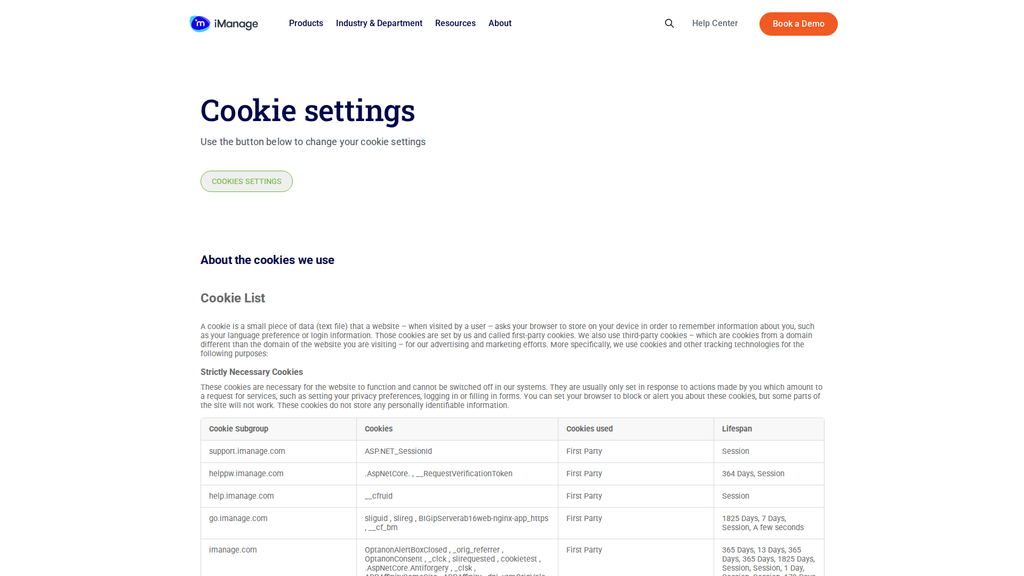 iManage
Products Industry & Department Resources About
Help Center
Book a Demo
Cookie settings
Use the button below to change your cookie settings
COOKIES SETTINGS
About the cookies we use
Cookie List
A cookie is a small piece of data (text file) that a website – when visited by a user – asks your browser to store on your device in order to remember information about you, such
as your language preference or login information. Those cookies are set by us and called first-party cookies. We also use third-party cookies – which are cookies from a domain
different than the domain of the website you are visiting – for our advertising and marketing efforts. More specifically, we use cookies and other tracking technologies for the
following purposes:
Strictly Necessary Cookies
These cookies are necessary for the website to function and cannot be switched off in our systems. They are usually only set in response to actions made by you which amount to
a request for services, such as setting your privacy preferences, logging in or filling in forms. You can set your browser to block or alert you about these cookies, but some parts of
the site will not work. These cookies do not store any personally identifiable information.
Cookie Subgroup Cookies Cookies used Lifespan
support.imanage.com ASP.NET_SessionId First Party Session
helppw.imanage.com .AspNetCore. , __RequestVerificationToken First Party 364 Days, Session
help.imanage.com __cfruid First Party Session
go.imanage.com sliguid , slireg , BIGipServerab16web-nginx-app_https First Party 1825 Days, 7 Days,
, __cf_bm Session, A few seconds
imanage.com OptanonAlertBoxClosed , _orig_referrer , First Party 365 Days, 13 Days, 365
OptanonConsent , _clck , slirequested , cookietest , Days, 365 Days, 1825 Days,
.AspNetCore.Antiforgery , _clsk , Session, Session, 1 Day,